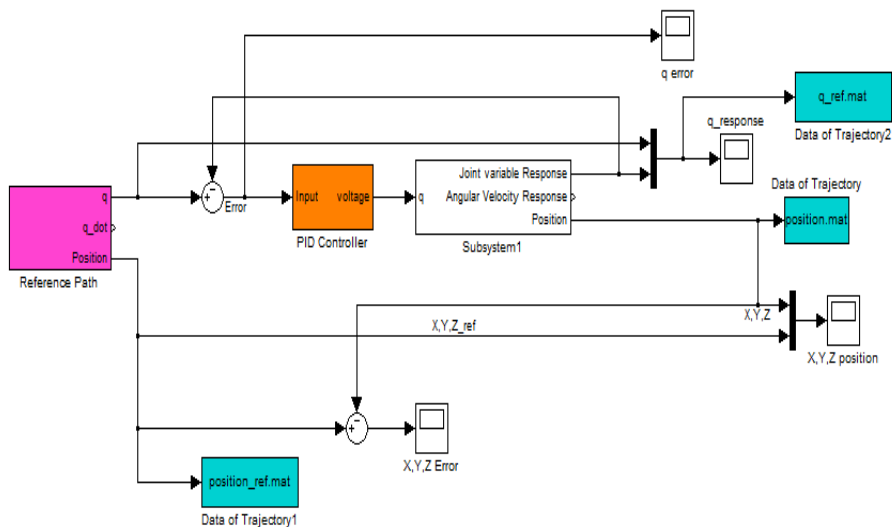 q error
q_ref.mat
Data of Trajectory2
q_response
Joint variable Response
Angular Velocity Response
Position
q
Subsystem1
Input voltage
PID Controller
Error
q
q_dot
Position
Reference Path
Data of Trajectory
position.mat
X,Y,Z_ref
X,Y,Z
X,Y,Z position
X,Y,Z Error
position_ref.mat
Data of Trajectory1